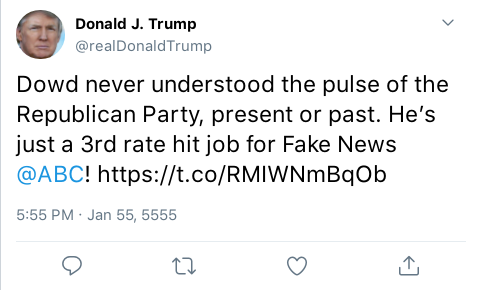 Donald J. Trump
@realDonaldTrump
Dowd never understood the pulse of the
Republican Party, present or past. He’s
just a 3rd rate hit job for Fake News
@ABC! https://t.co/RMIWNmBqOb
5:55 PM · Jan 55, 5555